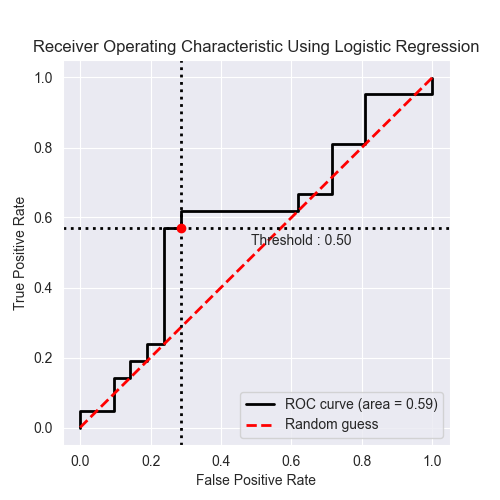 Receiver Operating Characteristic Using Logistic Regression
1.0
0.8
0.6
0.4
0.2
0.0
True Positive Rate
Threshold : 0.50
ROC curve (area = 0.59)
Random guess
0.0 0.2 0.4 0.6 0.8 1.0
False Positive Rate